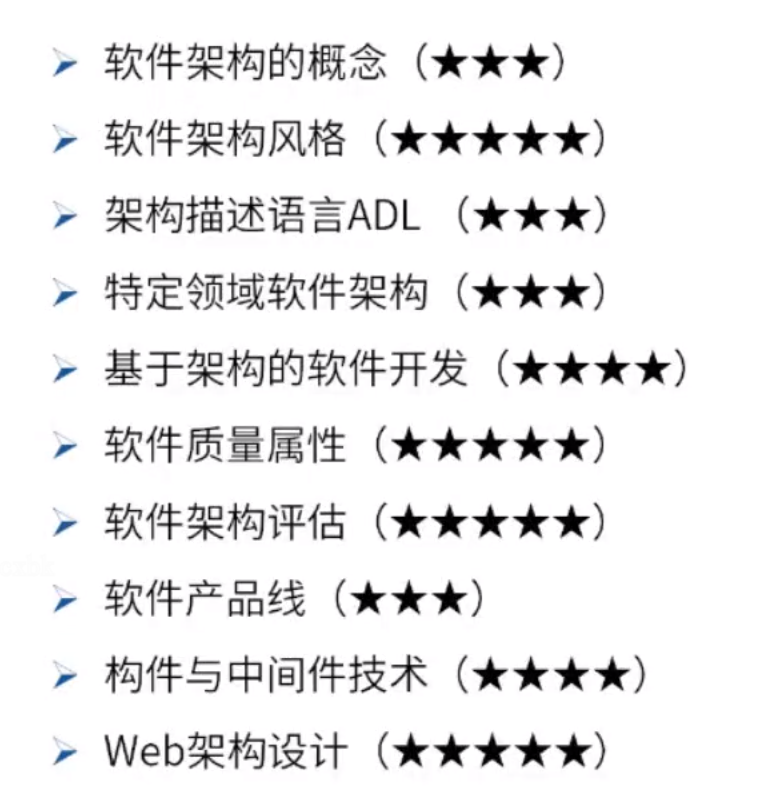 软件架构的概念（★★★）
软件架构风格（★★★★★）
架构描述语言ADL （★★★）
特定领域软件架构（★★★）
基于架构的软件开发（★★★★）
软件质量属性（★★★★★）
软件架构评估（★★★★★）
软件产品线（★★★）
构件与中间件技术（★★★★）
Web架构设计（★★★★★）